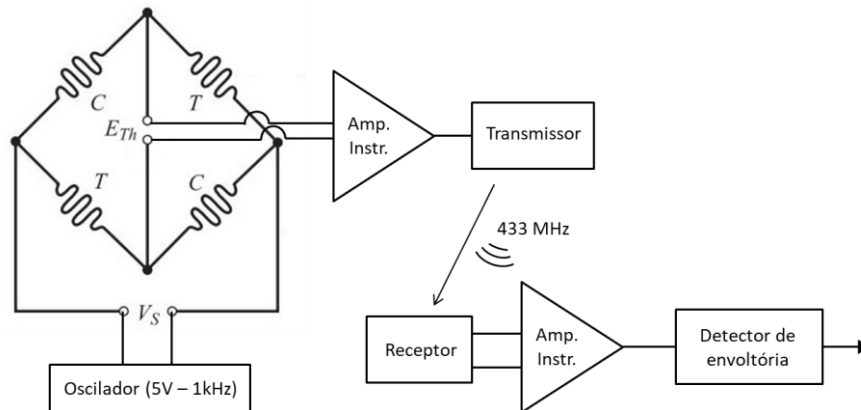 C
T
E_Th
T
C
V_S
Oscilador (5V – 1kHz)
Amp.
Instr.
Transmissor
433 MHz
Receptor
Amp.
Instr.
Detector de
envoltória